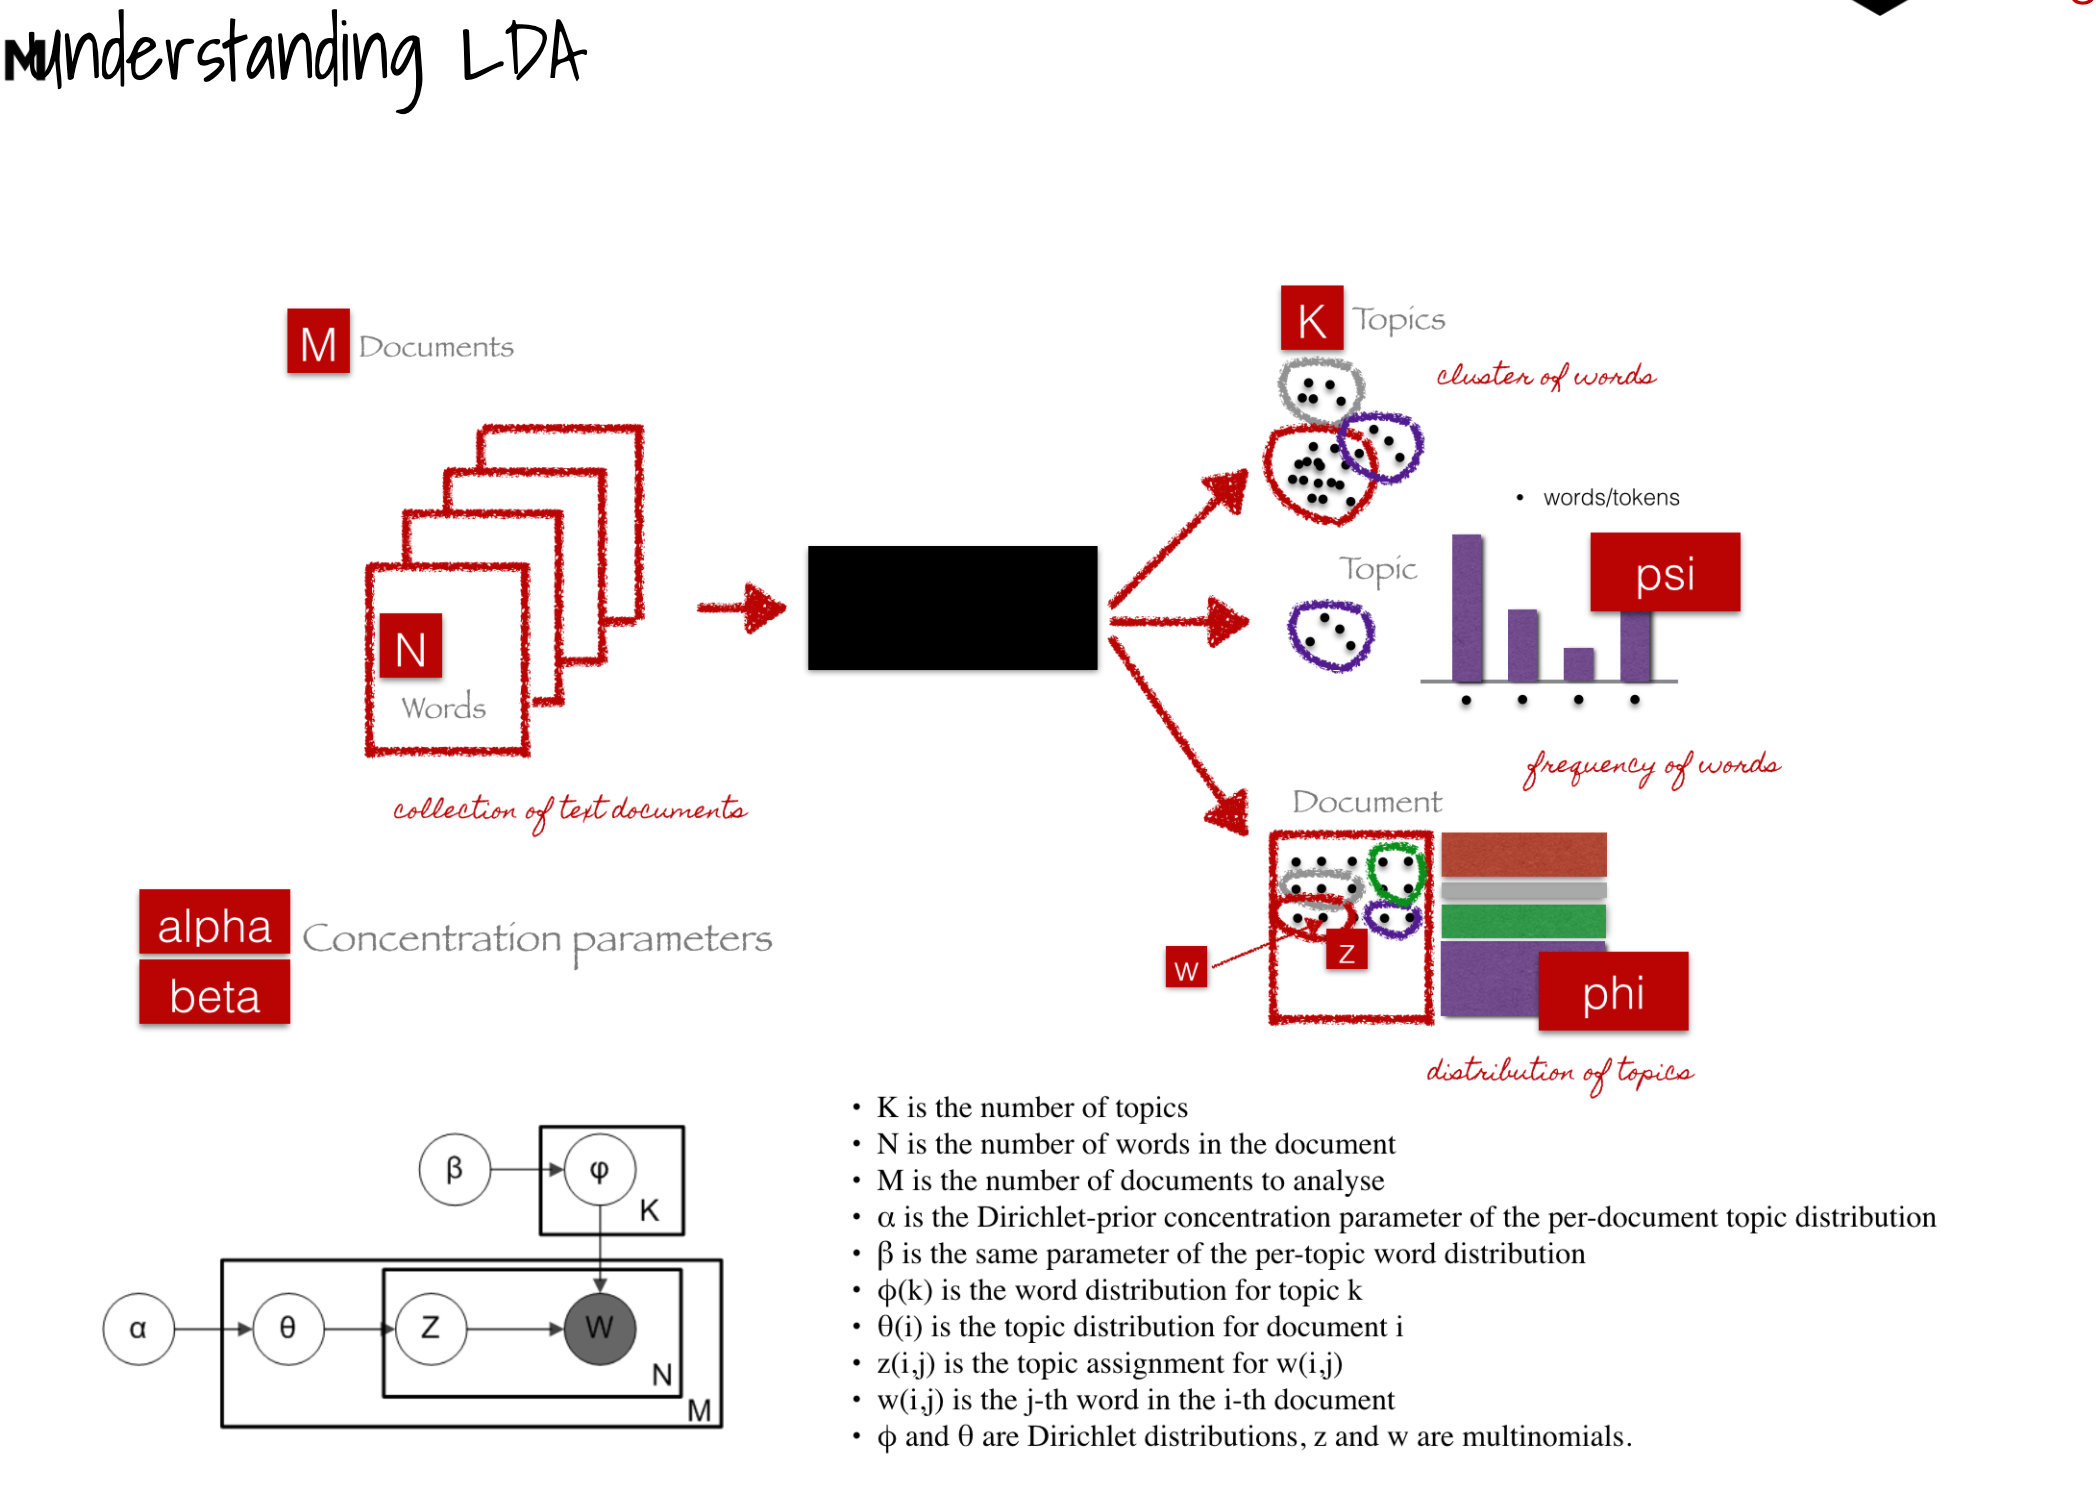 understanding LDA
M Documents
N
Words
collection of text documents
alpha
beta
Concentration parameters
K Topics
cluster of words
• words/tokens
Topic
psi
frequency of words
Document
w
z
phi
distribution of topics
β
φ
K
α
θ
Z
W
N
M
• K is the number of topics
• N is the number of words in the document
• M is the number of documents to analyse
• α is the Dirichlet-prior concentration parameter of the per-document topic distribution
• β is the same parameter of the per-topic word distribution
• ϕ(k) is the word distribution for topic k
• θ(i) is the topic distribution for document i
• z(i,j) is the topic assignment for w(i,j)
• w(i,j) is the j-th word in the i-th document
• ϕ and θ are Dirichlet distributions, z and w are multinomials.